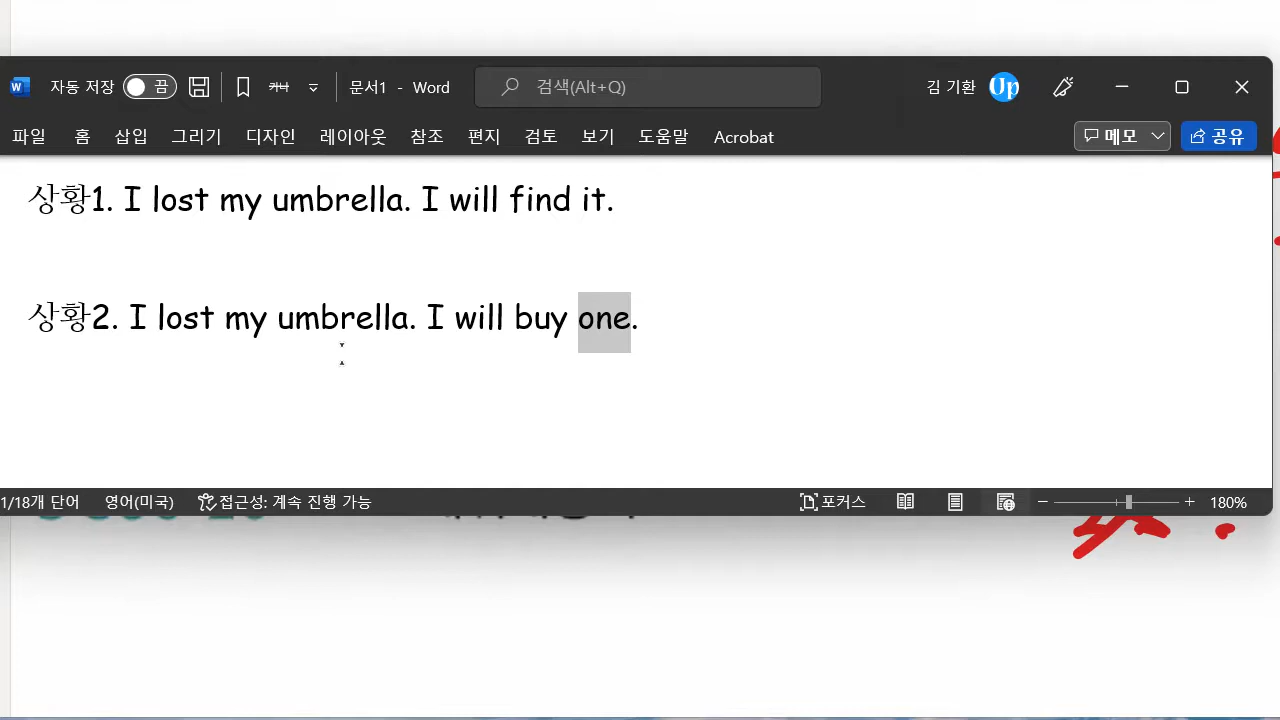 자동 저장 끔 가나 문서1 - Word 검색(Alt+Q) 김 기환 Up
파일 홈 삽입 그리기 디자인 레이아웃 참조 편지 검토 보기 도움말 Acrobat 메모 공유
상황1. I lost my umbrella. I will find it.
상황2. I lost my umbrella. I will buy one.
1/18개 단어 영어(미국) 접근성: 계속 진행 가능 포커스 180%